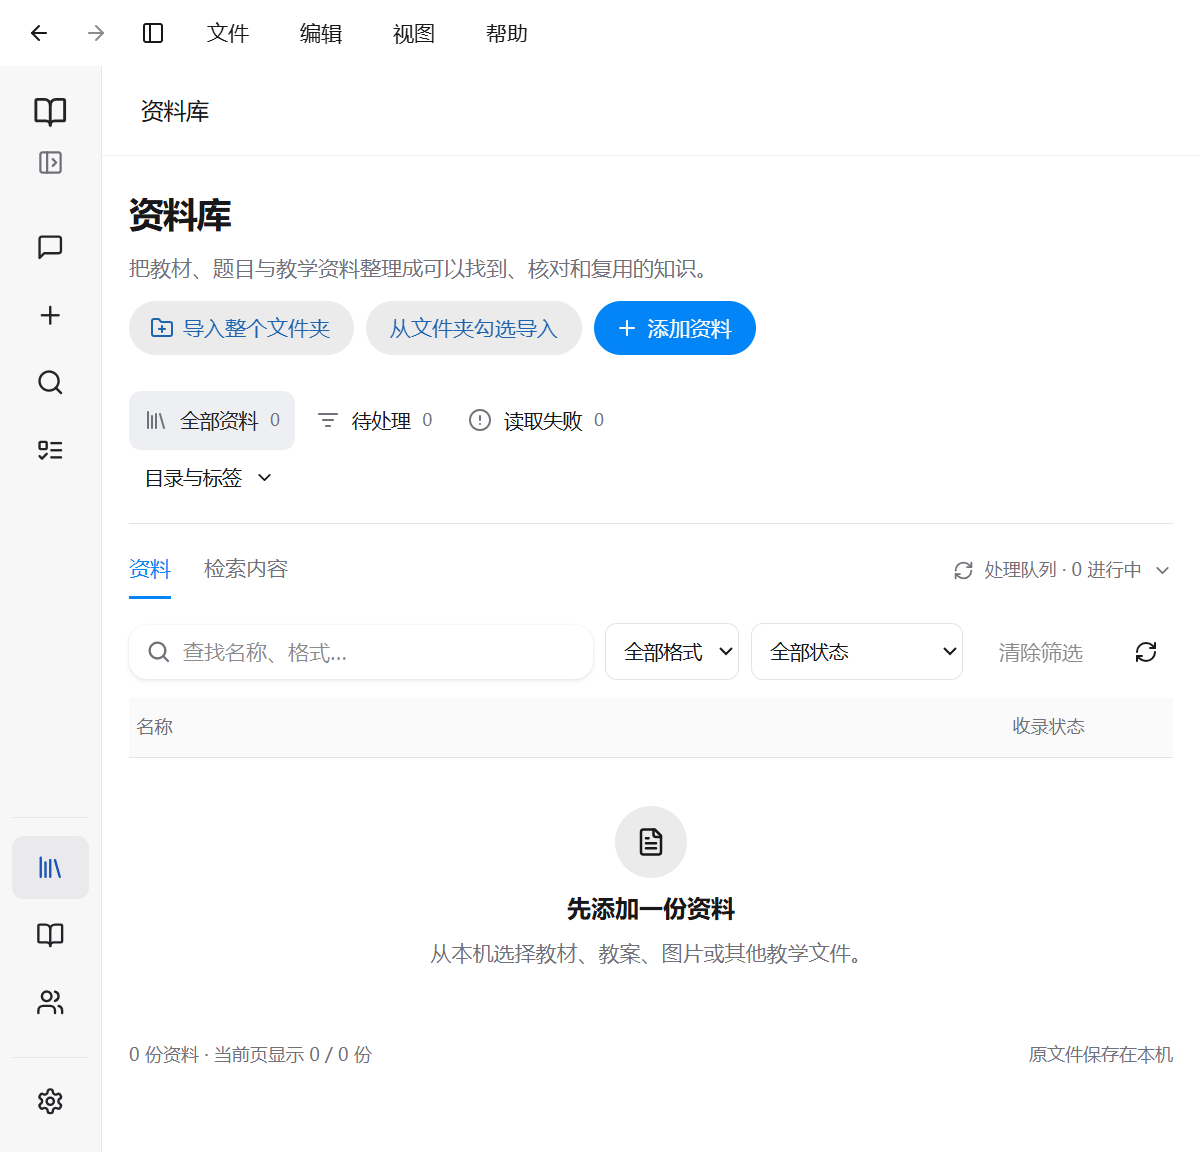 文件 编辑 视图 帮助
资料库
资料库
把教材、题目与教学资料整理成可以找到、核对和复用的知识。
导入整个文件夹 从文件夹勾选导入 添加资料
全部资料 0 待处理 0 读取失败 0
目录与标签
资料 检索内容 处理队列 · 0 进行中
查找名称、格式... 全部格式 全部状态 清除筛选
名称 收录状态
先添加一份资料
从本机选择教材、教案、图片或其他教学文件。
0 份资料 · 当前页显示 0 / 0 份 原文件保存在本机